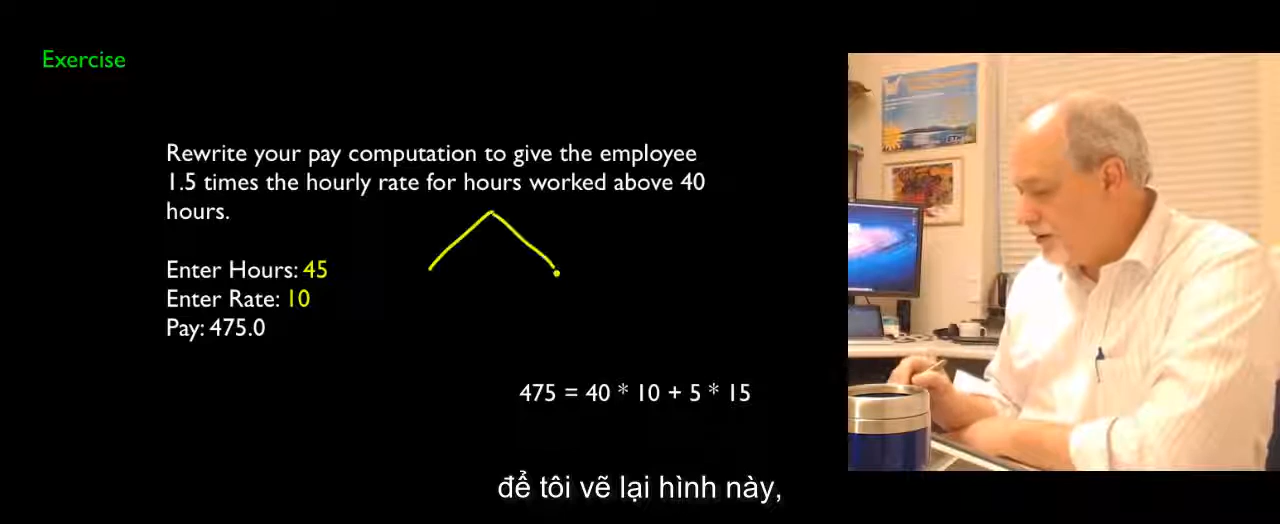 Exercise
Rewrite your pay computation to give the employee
1.5 times the hourly rate for hours worked above 40
hours.
Enter Hours: 45
Enter Rate: 10
Pay: 475.0
475 = 40 * 10 + 5 * 15
để tôi vẽ lại hình này,